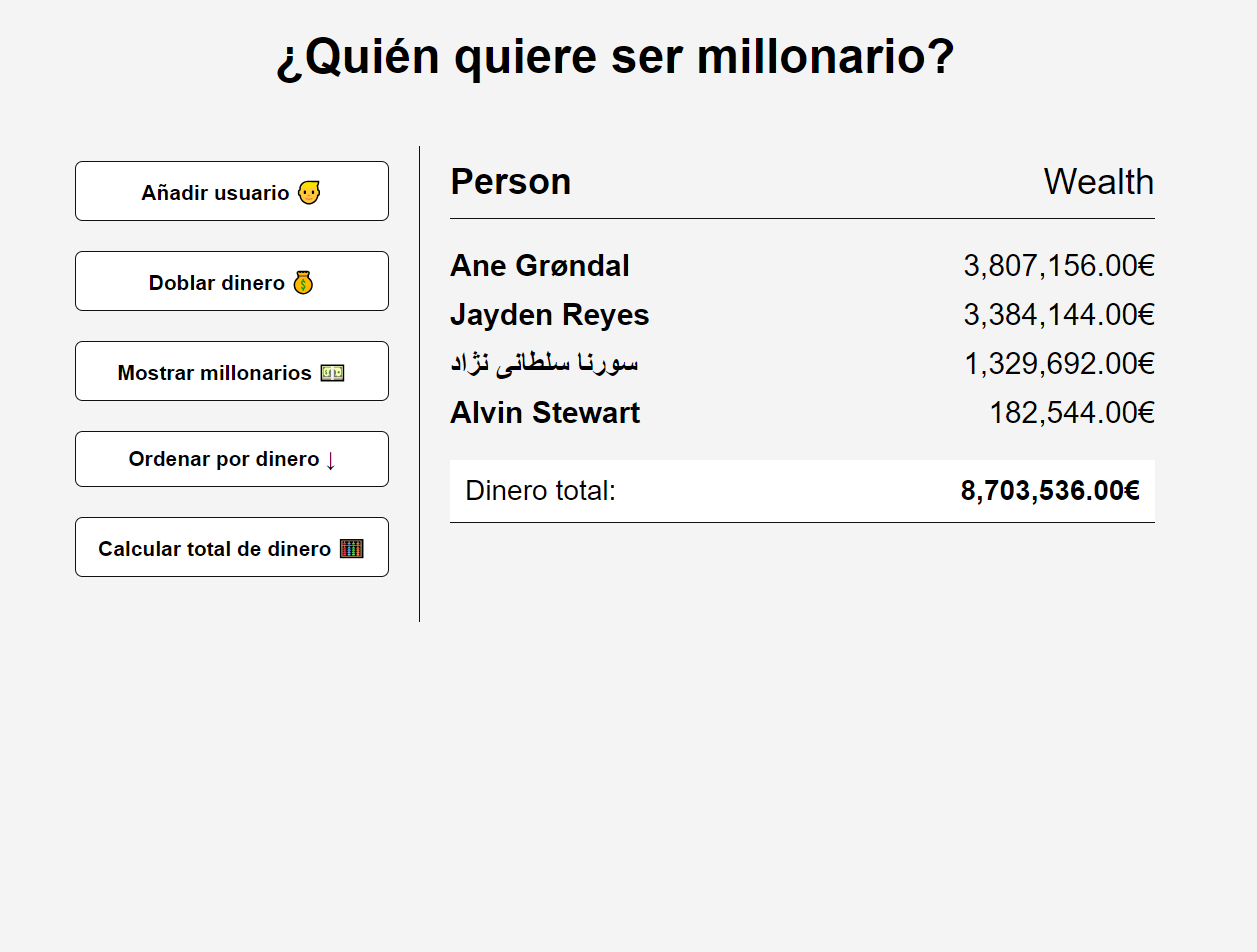 ¿Quién quiere ser millonario?
Añadir usuario 👱
Doblar dinero 💰
Mostrar millonarios 💵
Ordenar por dinero ↓
Calcular total de dinero 🧮
Person Wealth
Ane Grøndal 3,807,156.00€
Jayden Reyes 3,384,144.00€
سورنا سلطانی نژاد 1,329,692.00€
Alvin Stewart 182,544.00€
Dinero total: 8,703,536.00€